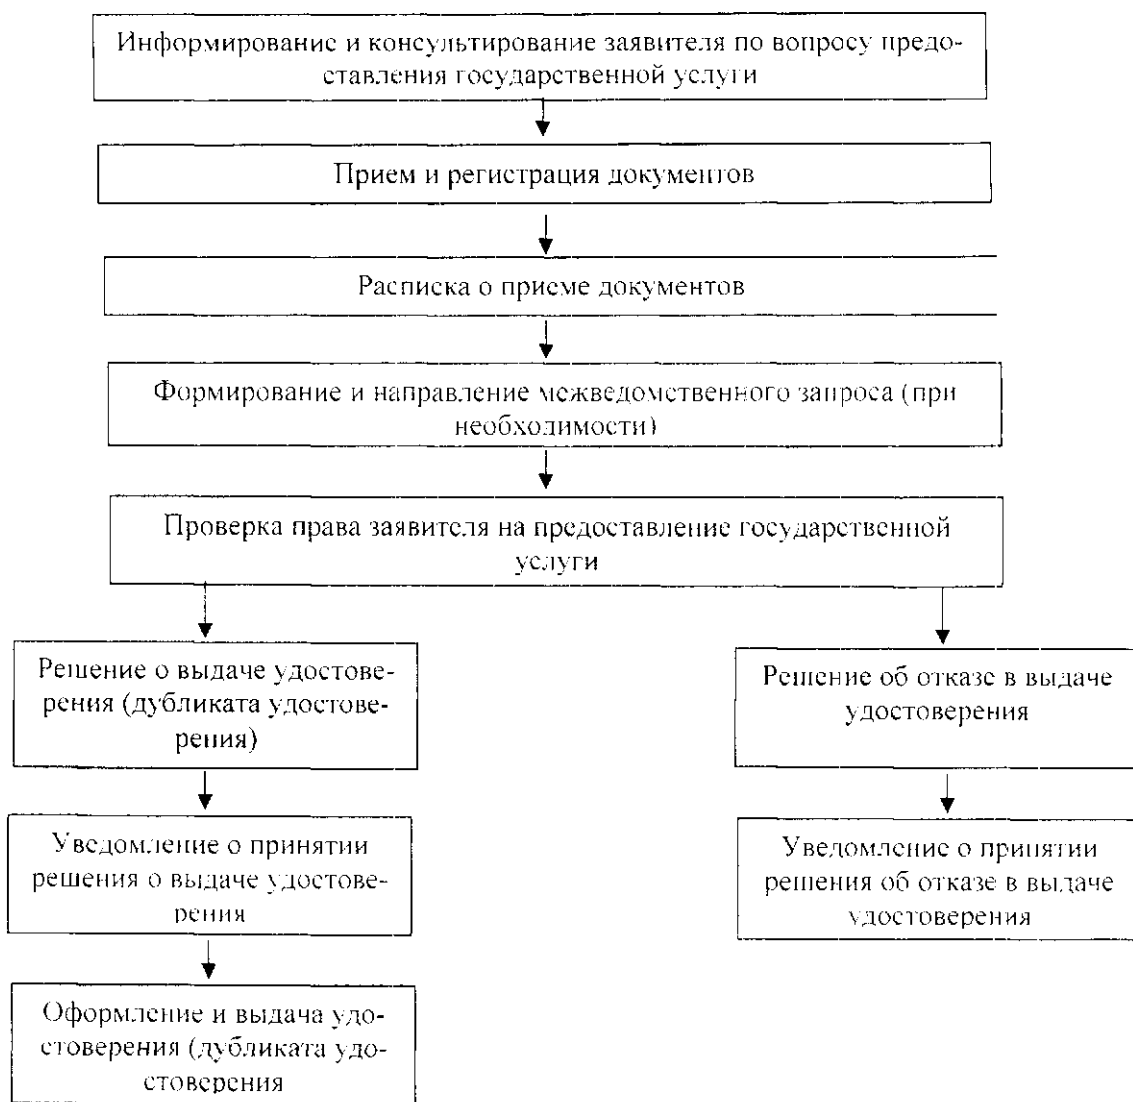 Информирование и консультирование заявителя по вопросу предо-
ставления государственной услуги
Прием и регистрация документов
Расписка о приеме документов
Формирование и направление межведомственного запроса (при
необходимости)
Проверка права заявителя на предоставление государственной
услуги
Решение о выдаче удостове-
рения (дубликата удостове-
рения)
Решение об отказе в выдаче
удостоверения
Уведомление о принятии
решения о выдаче удостове-
рения
Уведомление о принятии
решения об отказе в выдаче
удостоверения
Оформление и выдача удо-
стоверения (дубликата удо-
стоверения